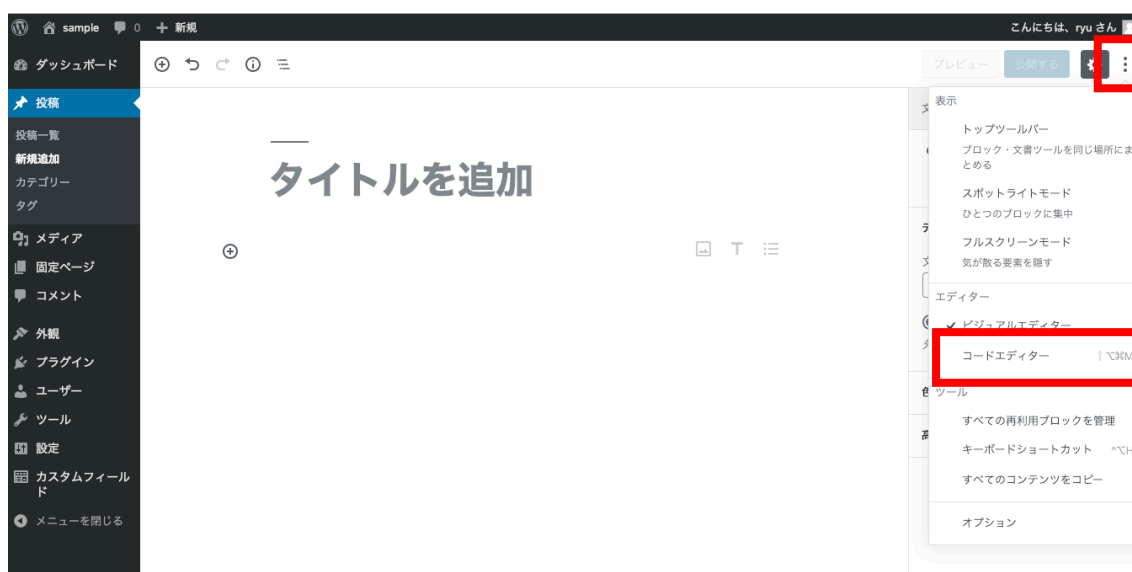 sample 0 新規
こんにちは、ryu さん
ダッシュボード
投稿
投稿一覧
新規追加
カテゴリー
タグ
メディア
固定ページ
コメント
外観
プラグイン
ユーザー
ツール
設定
カスタムフィール
ド
メニューを閉じる
プレビュー
公開する
タイトルを追加
表示
トップツールバー
ブロック・文書ツールを同じ場所にま
とめる
スポットライトモード
ひとつのブロックに集中
フルスクリーンモード
気が散る要素を隠す
エディター
ビジュアルエディター
コードエディター ⌥⌘M
ツール
すべての再利用ブロックを管理
キーボードショートカット ^⌥H
すべてのコンテンツをコピー
オプション